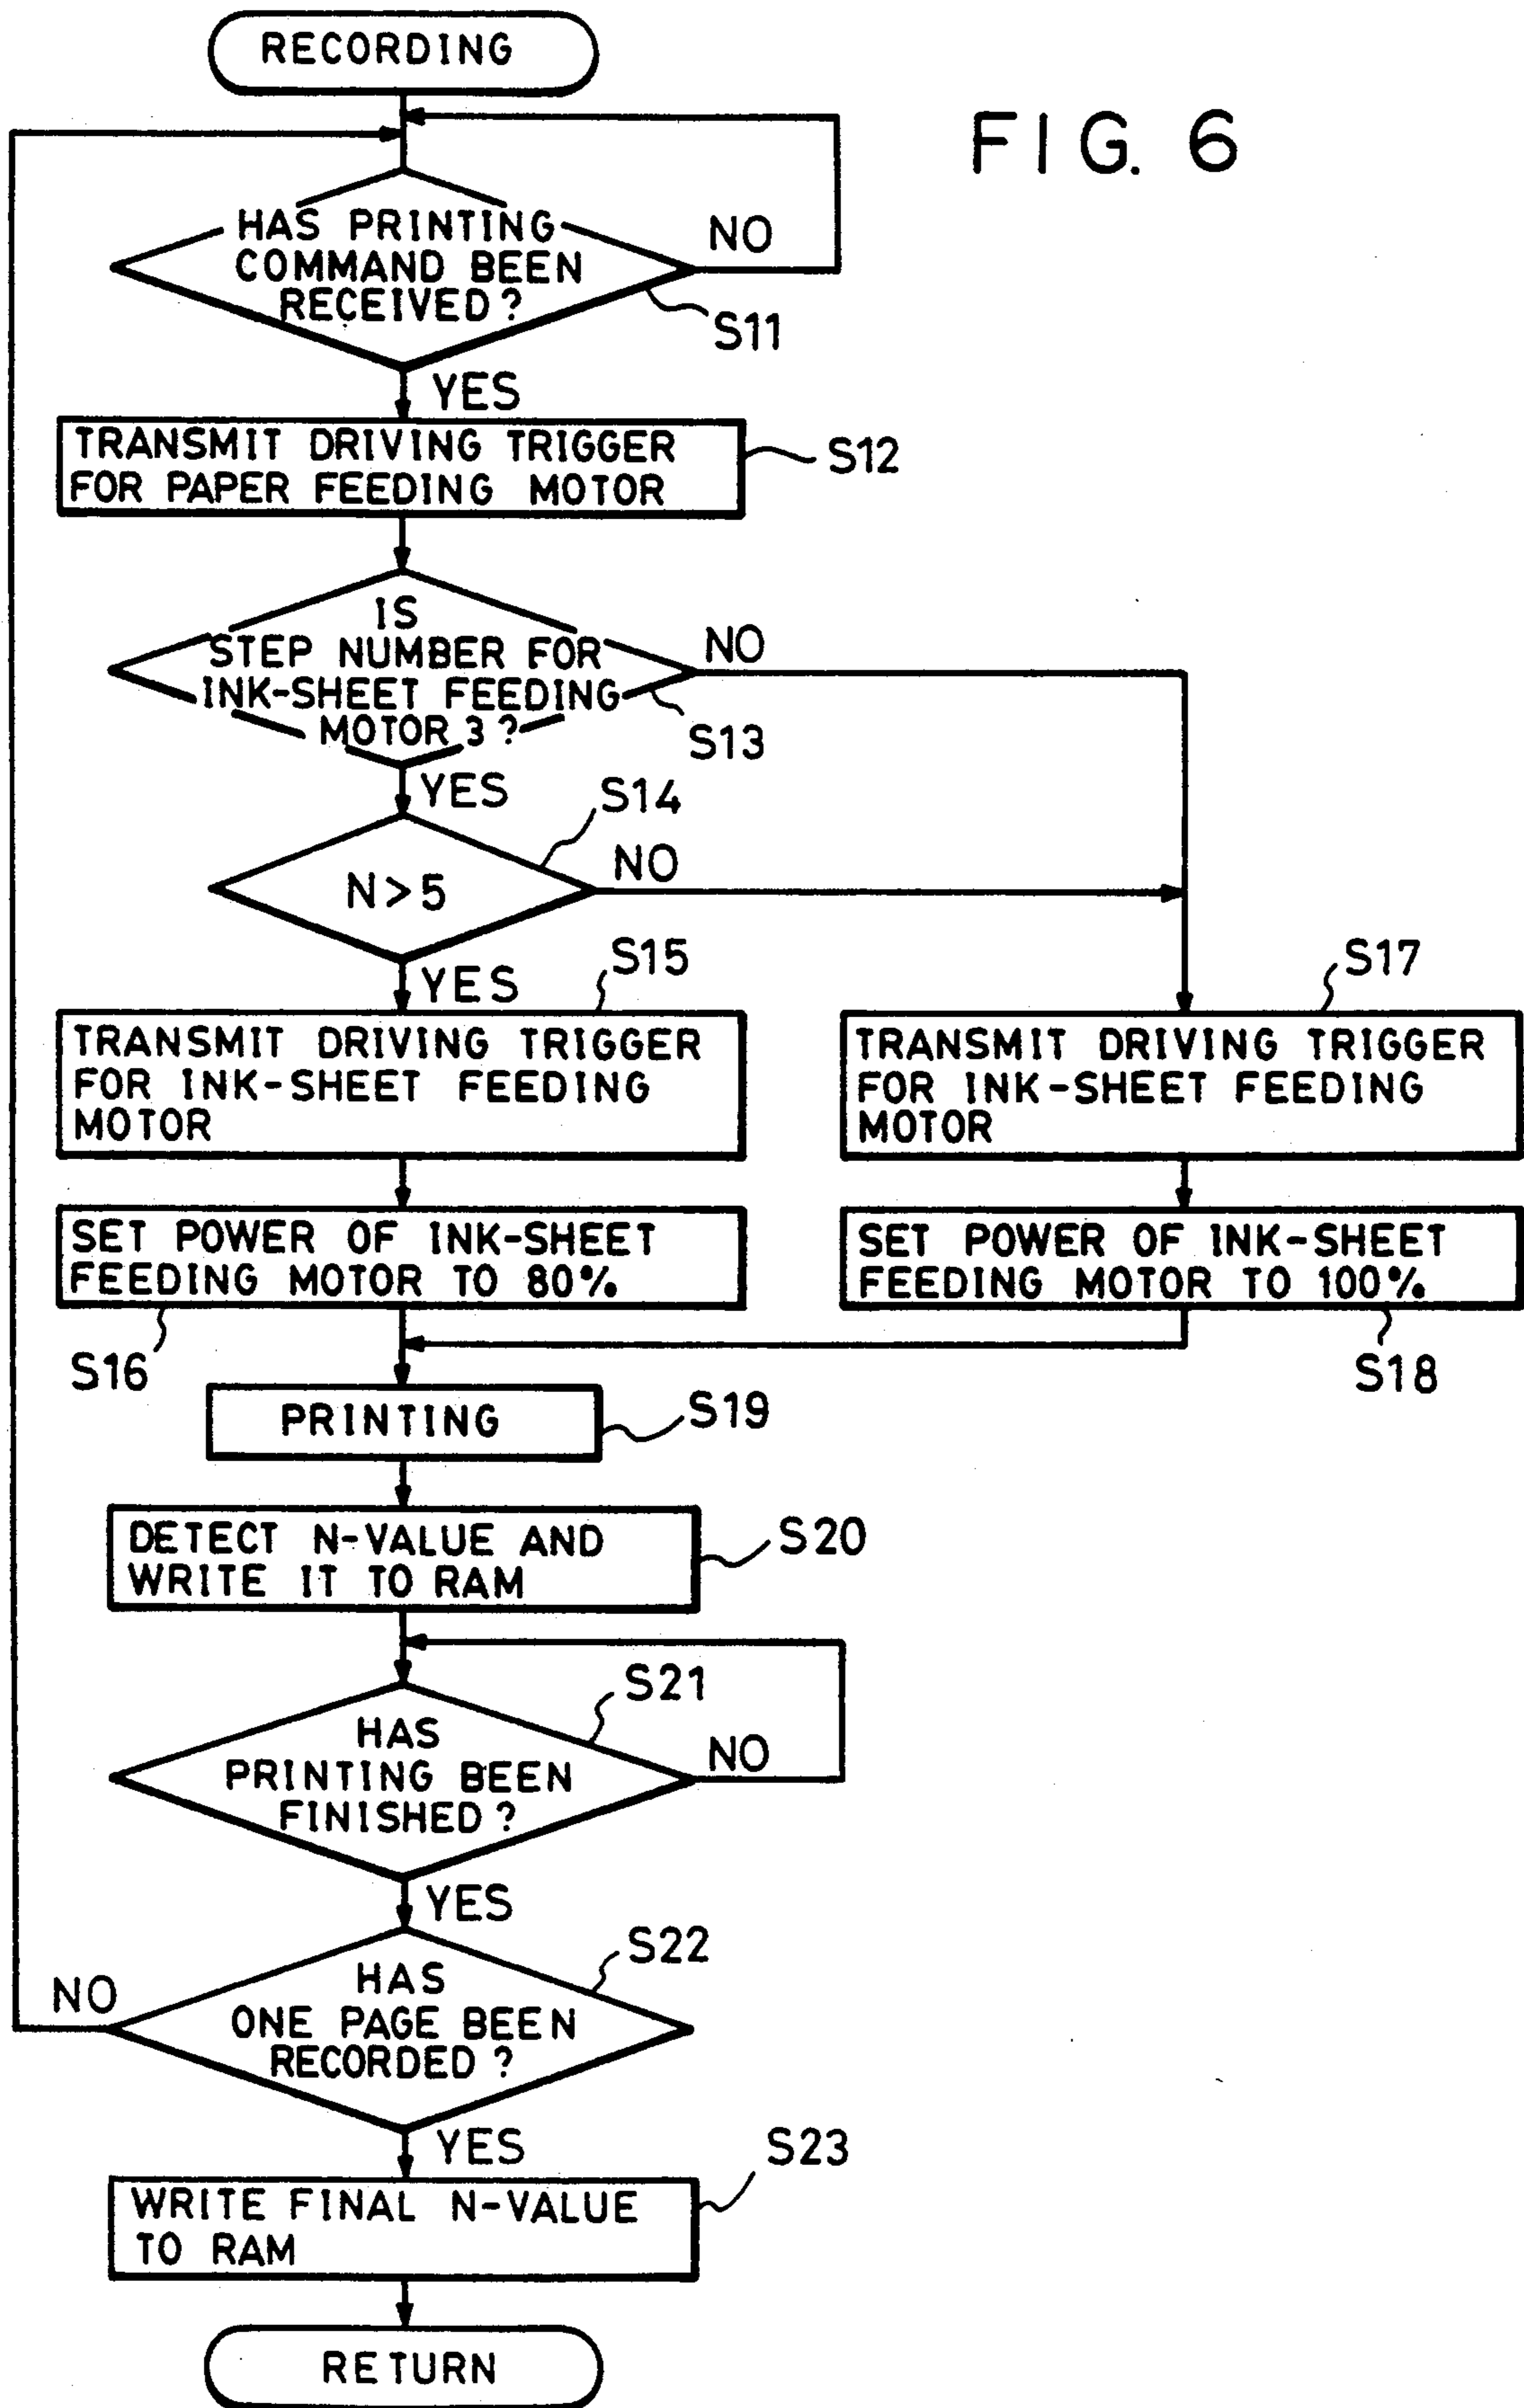 RECORDING
FIG. 6
HAS PRINTING
COMMAND BEEN
RECEIVED?
NO
S11
YES
TRANSMIT DRIVING TRIGGER
FOR PAPER FEEDING MOTOR
S12
IS
STEP NUMBER FOR
INK-SHEET FEEDING
MOTOR 3?
NO
S13
YES
S14
N>5
NO
YES
S15
TRANSMIT DRIVING TRIGGER
FOR INK-SHEET FEEDING
MOTOR
S17
TRANSMIT DRIVING TRIGGER
FOR INK-SHEET FEEDING
MOTOR
SET POWER OF INK-SHEET
FEEDING MOTOR TO 80%
S16
SET POWER OF INK-SHEET
FEEDING MOTOR TO 100%
S18
PRINTING
S19
DETECT N-VALUE AND
WRITE IT TO RAM
S20
S21
HAS
PRINTING BEEN
FINISHED?
NO
YES
S22
HAS
ONE PAGE BEEN
RECORDED?
NO
YES
S23
WRITE FINAL N-VALUE
TO RAM
RETURN